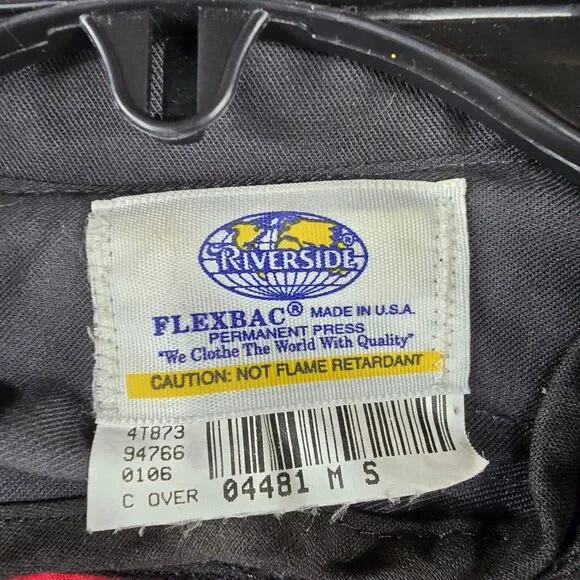 RIVERSIDE®
FLEXBAC® MADE IN U.S.A.
PERMANENT PRESS
"We Clothe The World With Quality"
CAUTION: NOT FLAME RETARDANT
4T873
94766
0106
C OVER
04481 M S